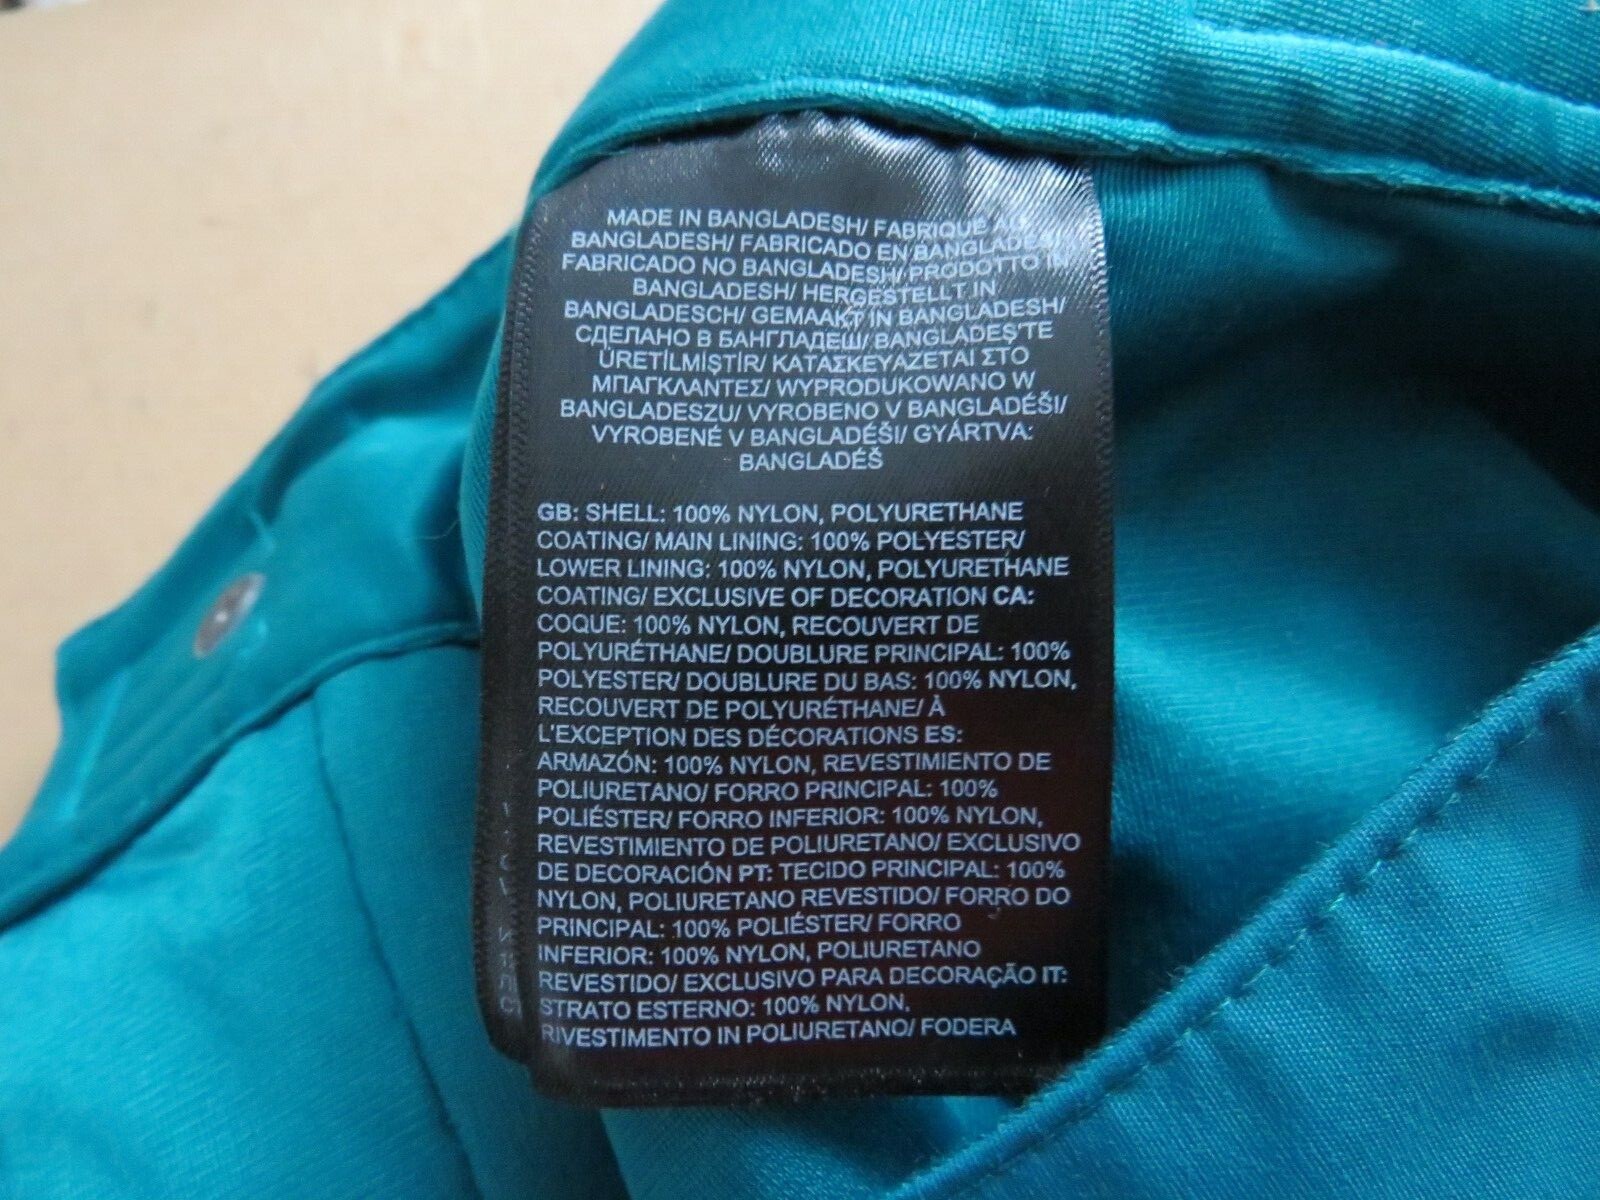 MADE IN BANGLADESH/ FABRIQUE AU
BANGLADESH/ FABRICADO EN BANGLADESH/
FABRICADO NO BANGLADESH/ PRODOTTO IN
BANGLADESH/ HERGESTELLT IN
BANGLADESCH/ GEMAAKT IN BANGLADESH/
СДЕЛАНО В БАНГЛАДЕШ/ BANGLADEŞ'TE
ÜRETİLMİŞTİR/ ΚΑΤΑΣΚΕΥΑΖΕΤΑΙ ΣΤΟ
ΜΠΑΓΚΛΑΝΤΕΣ/ WYPRODUKOWANO W
BANGLADESZU/ VYROBENO V BANGLADÉŠI/
VYROBENÉ V BANGLADÉŠI/ GYÁRTVA:
BANGLADÉŠ
GB: SHELL: 100% NYLON, POLYURETHANE
COATING/ MAIN LINING: 100% POLYESTER/
LOWER LINING: 100% NYLON, POLYURETHANE
COATING/ EXCLUSIVE OF DECORATION CA:
COQUE: 100% NYLON, RECOUVERT DE
POLYURÉTHANE/ DOUBLURE PRINCIPAL: 100%
POLYESTER/ DOUBLURE DU BAS: 100% NYLON,
RECOUVERT DE POLYURÉTHANE/ À
L'EXCEPTION DES DÉCORATIONS ES:
ARMAZÓN: 100% NYLON, REVESTIMIENTO DE
POLIURETANO/ FORRO PRINCIPAL: 100%
POLIÉSTER/ FORRO INFERIOR: 100% NYLON,
REVESTIMIENTO DE POLIURETANO/ EXCLUSIVO
DE DECORACIÓN PT: TECIDO PRINCIPAL: 100%
NYLON, POLIURETANO REVESTIDO/ FORRO DO
PRINCIPAL: 100% POLIÉSTER/ FORRO
INFERIOR: 100% NYLON, POLIURETANO
REVESTIDO/ EXCLUSIVO PARA DECORAÇÃO IT:
STRATO ESTERNO: 100% NYLON,
RIVESTIMENTO IN POLIURETANO/ FODERA